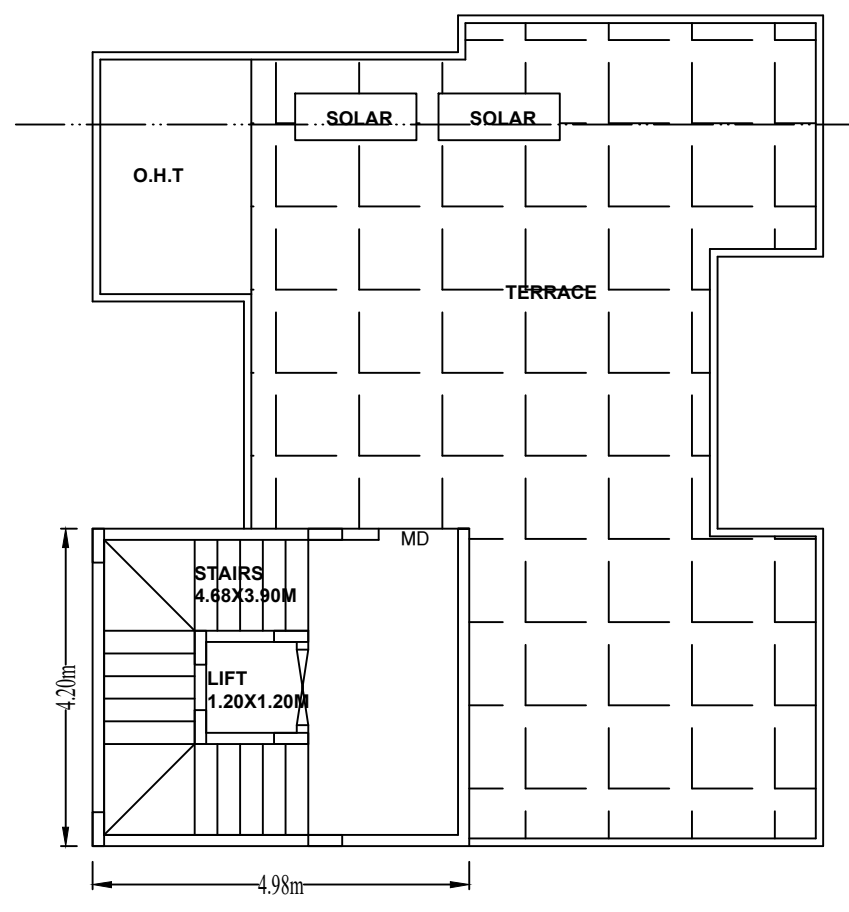 SOLAR
SOLAR
O.H.T
TERRACE
MD
STAIRS
4.68X3.90M
LIFT
1.20X1.20M
4.20m
4.98m